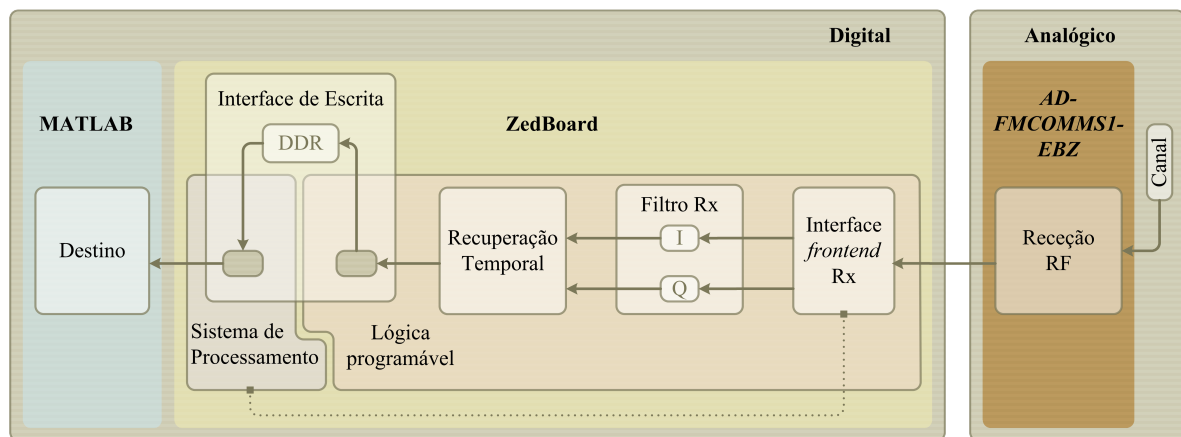 Digital
Analógico
MATLAB
Interface de Escrita
DDR
ZedBoard
AD-
FMCOMMS1-
EBZ
Canal
Destino
Recuperação
Temporal
Filtro Rx
I
Q
Interface
frontend
Rx
Receção
RF
Sistema de
Processamento
Lógica
programável